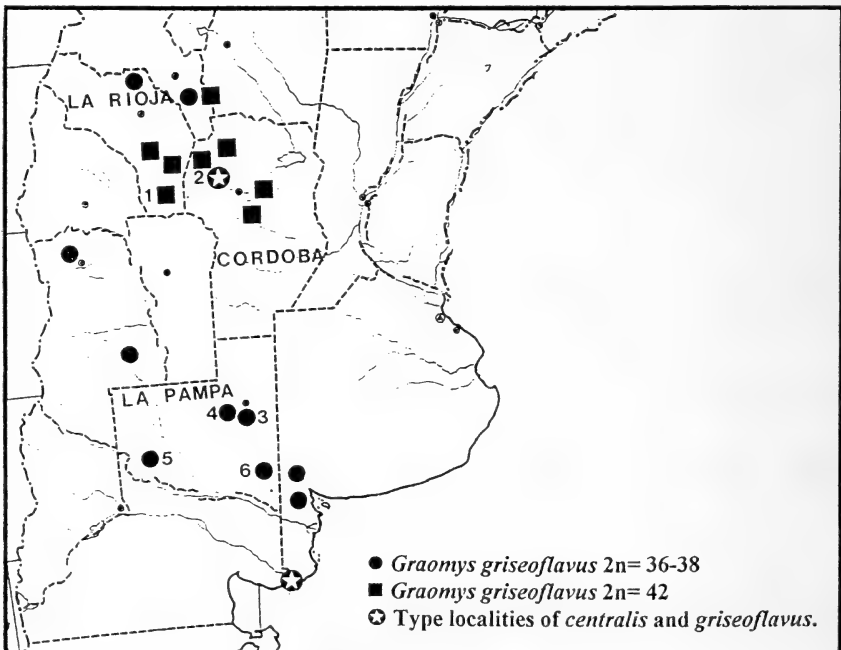 7
LA RIOJA
2
1
CORDOBA
LA PAMPA
4 3
5
6
● Graomys griseoflavus 2n= 36-38
■ Graomys griseoflavus 2n= 42
✪ Type localities of centralis and griseoflavus.